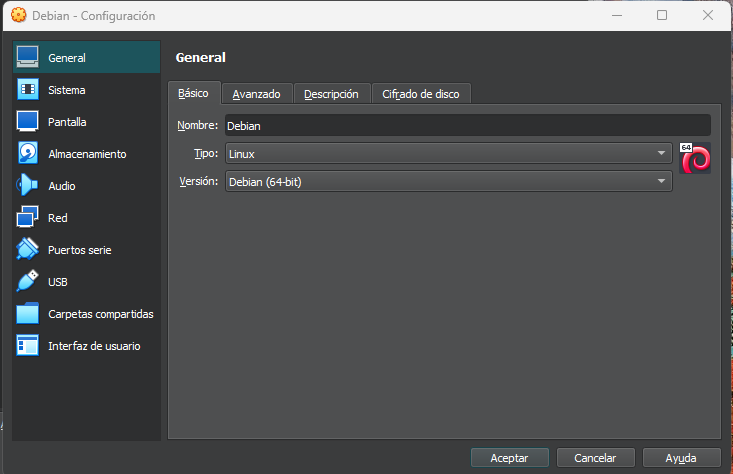 Debian - Configuración
General
Sistema
Pantalla
Almacenamiento
Audio
Red
Puertos serie
USB
Carpetas compartidas
Interfaz de usuario
General
Básico Avanzado Descripción Cifrado de disco
Nombre: Debian
Tipo: Linux
64
Versión: Debian (64-bit)
Aceptar Cancelar Ayuda